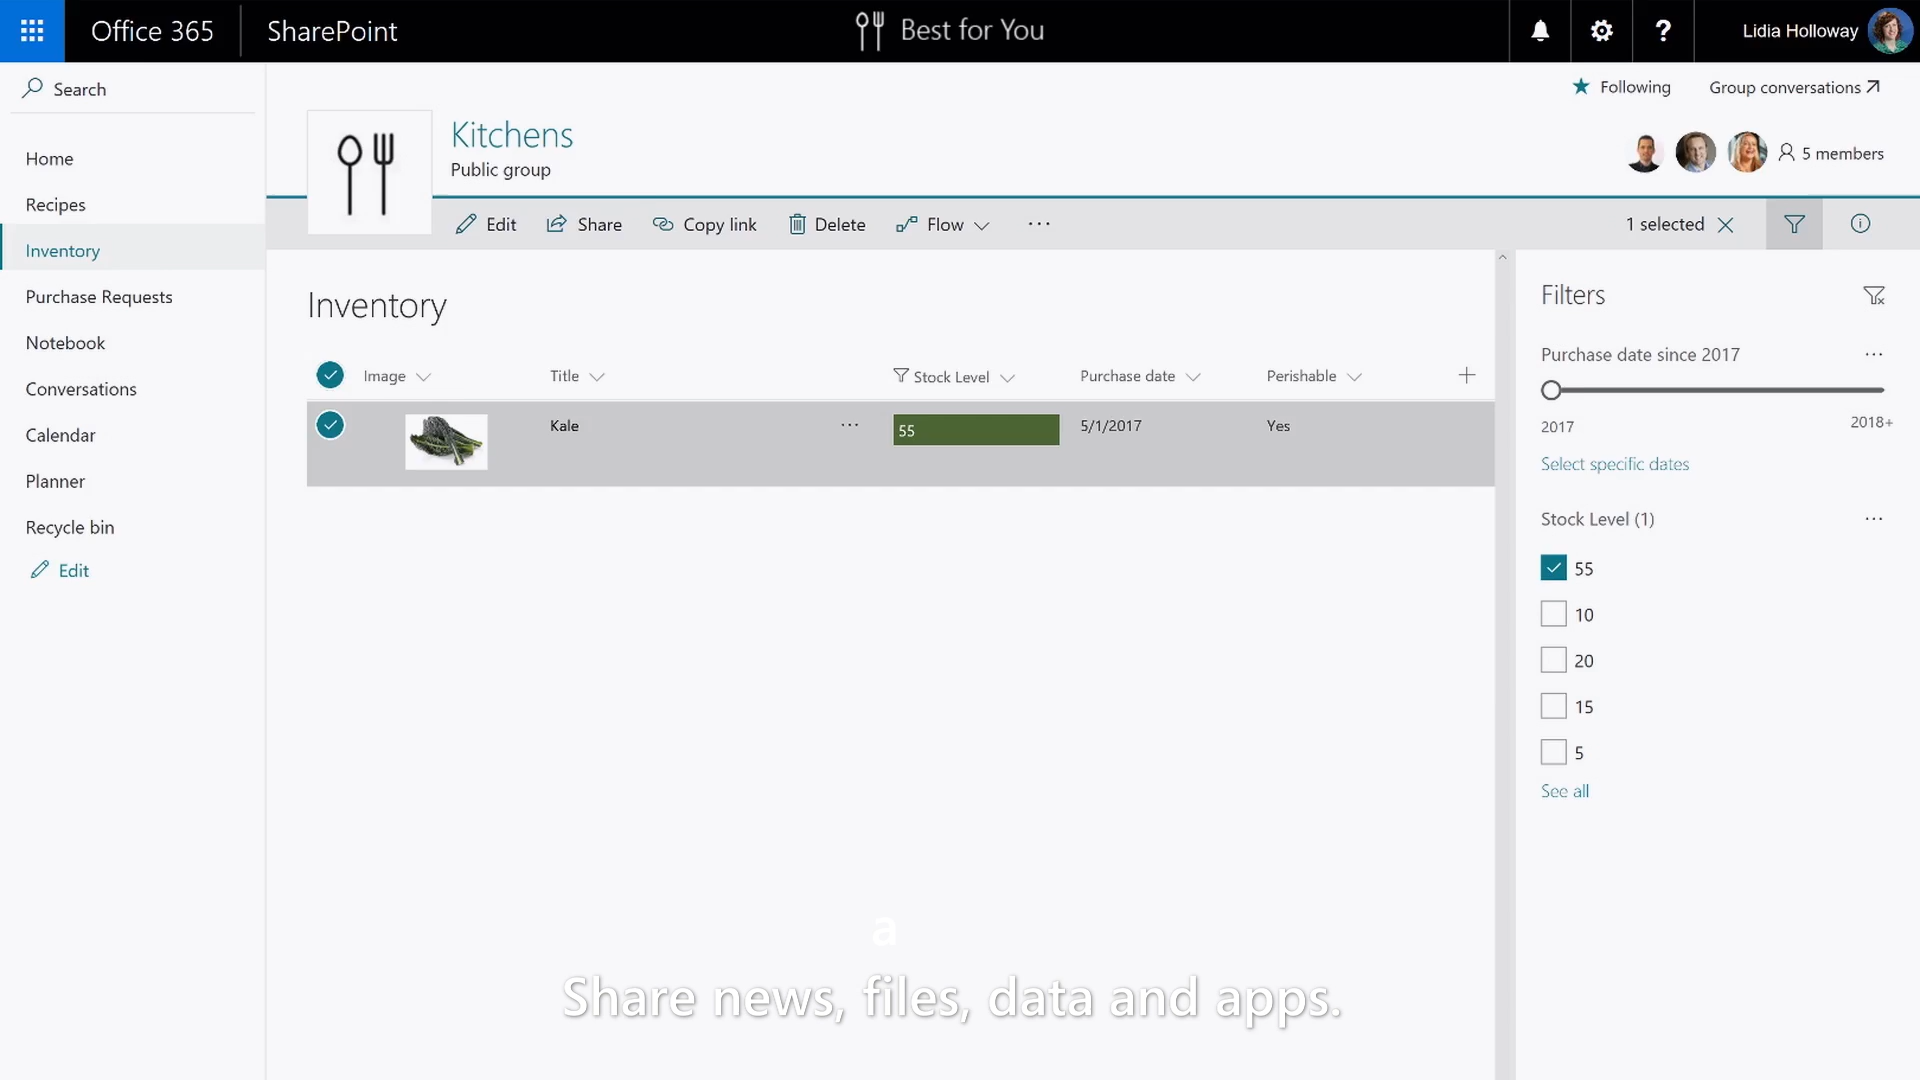 Office 365
SharePoint
Best for You
Lidia Holloway
Search
Following
Group conversations
Kitchens
Public group
5 members
Home
Recipes
Inventory
Purchase Requests
Notebook
Conversations
Calendar
Planner
Recycle bin
Edit
Edit
Share
Copy link
Delete
Flow
...
1 selected
Inventory
Image
Title
Stock Level
Purchase date
Perishable
Kale
...
55
5/1/2017
Yes
Filters
Purchase date since 2017
...
2017
2018+
Select specific dates
Stock Level (1)
...
55
10
20
15
5
See all
a
Share news, files, data and apps.